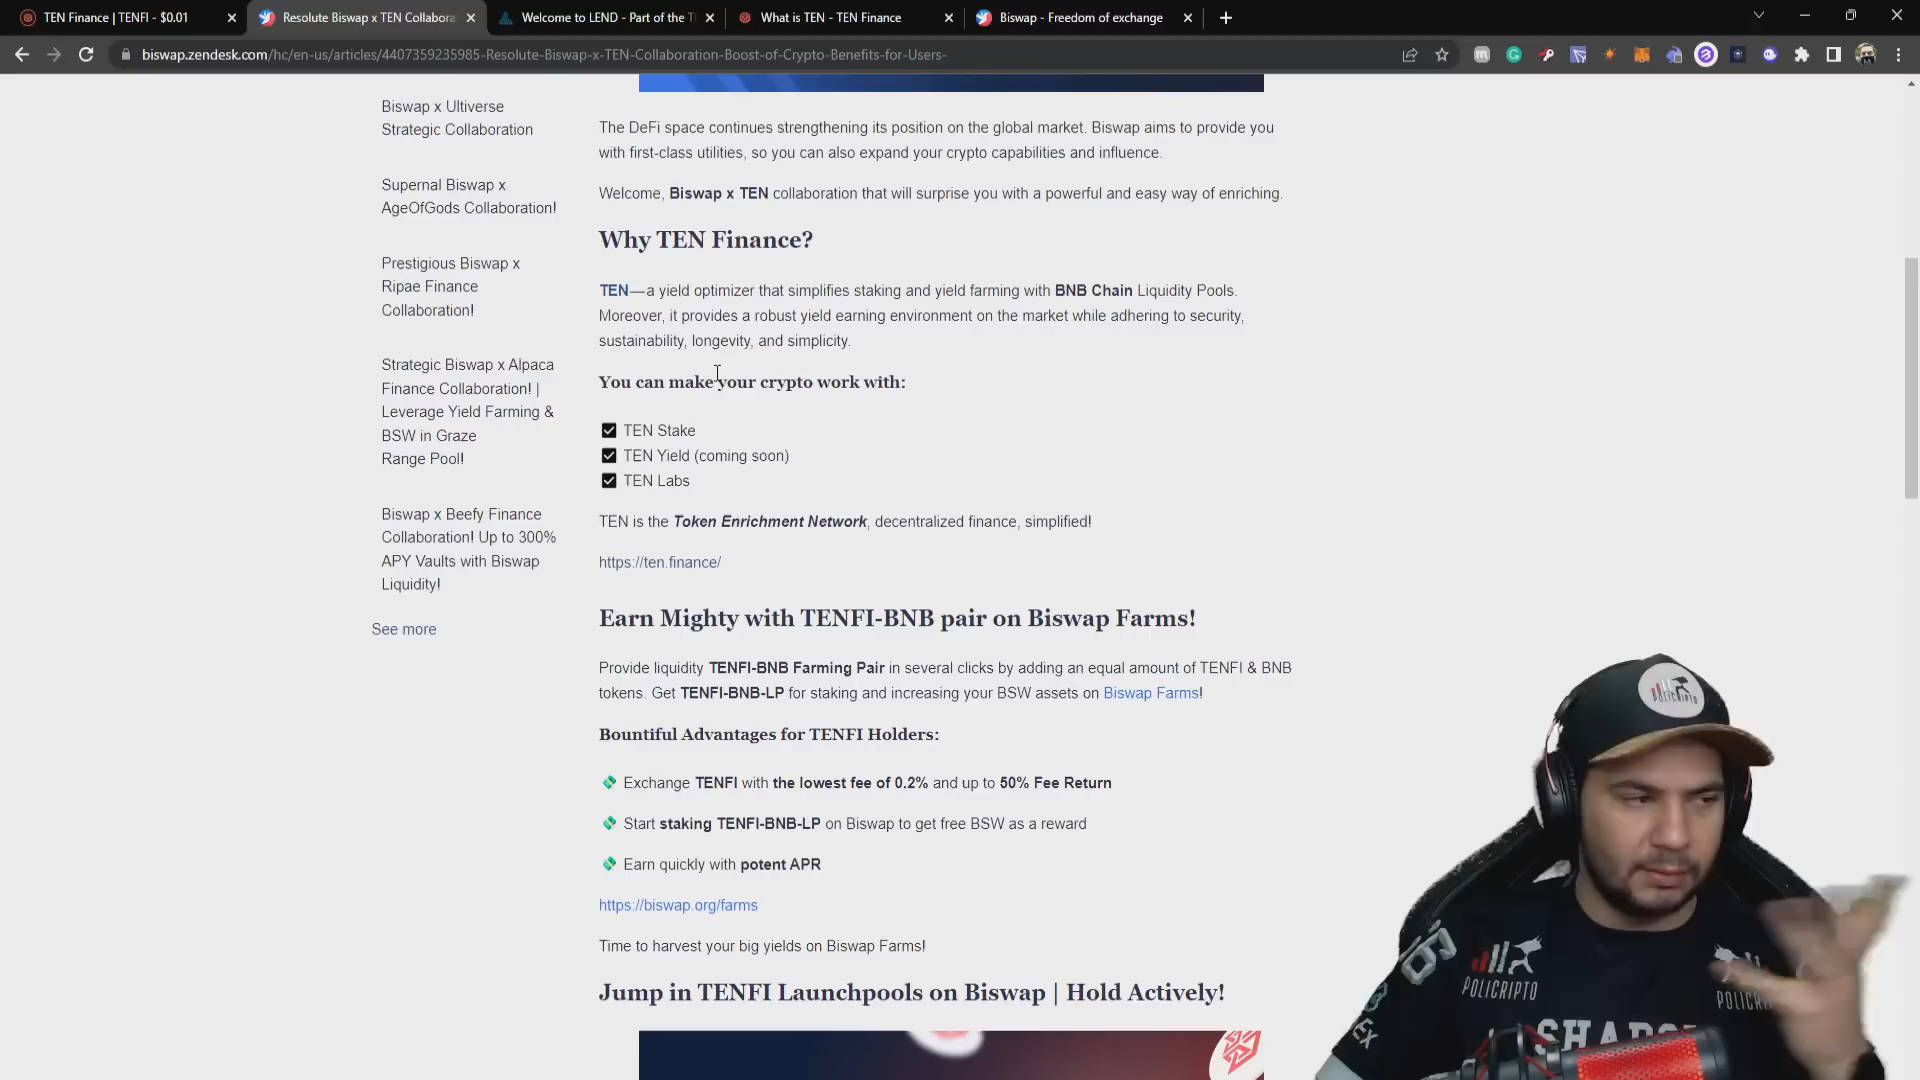 TEN Finance | TENFI - $0.01
Resolute Biswap x TEN Collabora
Welcome to LEND - Part of the T
What is TEN - TEN Finance
Biswap - Freedom of exchange
biswap.zendesk.com/hc/en-us/articles/4407359235985-Resolute-Biswap-x-TEN-Collaboration-Boost-of-Crypto-Benefits-for-Users-
Biswap x Ultiverse
Strategic Collaboration
Supernal Biswap x
AgeOfGods Collaboration!
Prestigious Biswap x
Ripae Finance
Collaboration!
Strategic Biswap x Alpaca
Finance Collaboration! |
Leverage Yield Farming &
BSW in Graze
Range Pool!
Biswap x Beefy Finance
Collaboration! Up to 300%
APY Vaults with Biswap
Liquidity!
See more
The DeFi space continues strengthening its position on the global market. Biswap aims to provide you
with first-class utilities, so you can also expand your crypto capabilities and influence.
Welcome, Biswap x TEN collaboration that will surprise you with a powerful and easy way of enriching.
Why TEN Finance?
TEN—a yield optimizer that simplifies staking and yield farming with BNB Chain Liquidity Pools.
Moreover, it provides a robust yield earning environment on the market while adhering to security,
sustainability, longevity, and simplicity.
You can make your crypto work with:
☑ TEN Stake
☑ TEN Yield (coming soon)
☑ TEN Labs
TEN is the Token Enrichment Network, decentralized finance, simplified!
https://ten.finance/
Earn Mighty with TENFI-BNB pair on Biswap Farms!
Provide liquidity TENFI-BNB Farming Pair in several clicks by adding an equal amount of TENFI & BNB
tokens. Get TENFI-BNB-LP for staking and increasing your BSW assets on Biswap Farms!
Bountiful Advantages for TENFI Holders:
💸 Exchange TENFI with the lowest fee of 0.2% and up to 50% Fee Return
💸 Start staking TENFI-BNB-LP on Biswap to get free BSW as a reward
💸 Earn quickly with potent APR
https://biswap.org/farms
Time to harvest your big yields on Biswap Farms!
Jump in TENFI Launchpools on Biswap | Hold Actively!
POLICRIPTO
POLICRIPTO